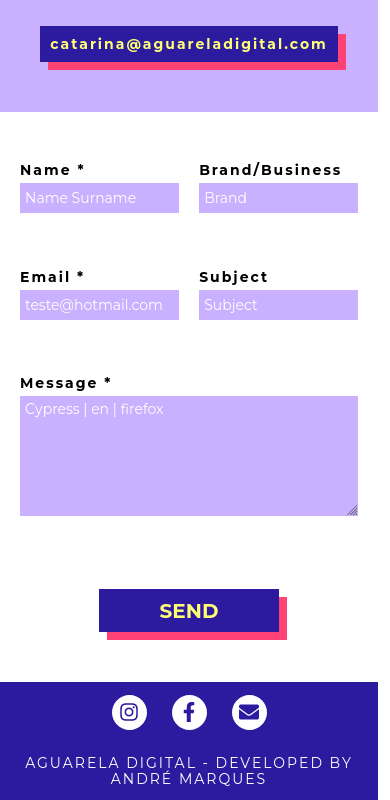 catarina@aguareladigital.com
Name *
Brand/Business
Name Surname
Brand
Email *
Subject
teste@hotmail.com
Subject
Message *
Cypress | en | firefox
SEND
AGUARELA DIGITAL - DEVELOPED BY
ANDRÉ MARQUES